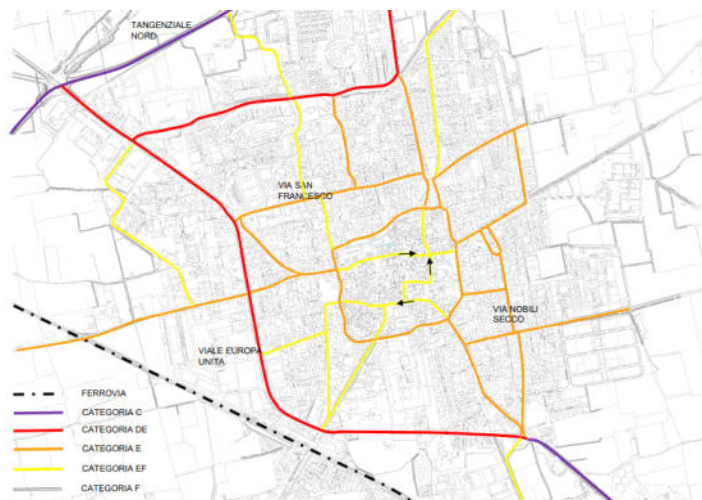 TANGENZIALE
NORD
VIA SAN
FRANCESCO
VIA NOBILI
SECCO
VIALE EUROPA
UNITA
FERROVIA
CATEGORIA C
CATEGORIA DE
CATEGORIA E
CATEGORIA EF
CATEGORIA F